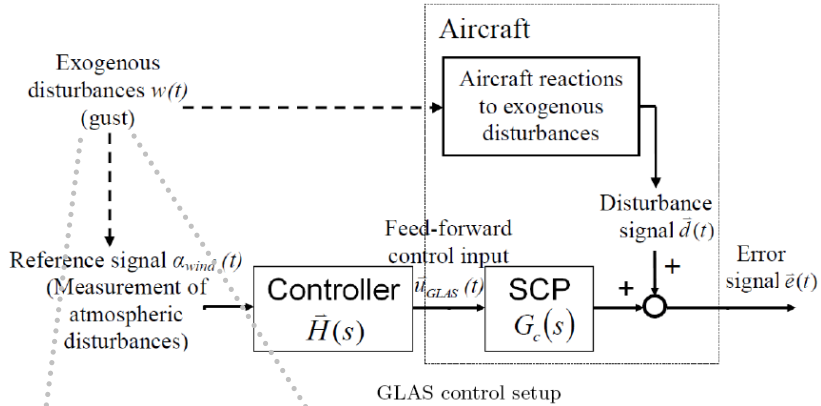 Aircraft
Exogenous
disturbances w(t)
(gust)
Aircraft reactions
to exogenous
disturbances
Disturbance
signal d⃗(t)
Feed-forward
control input
u⃗_GLAS (t)
Reference signal α_wind (t)
(Measurement of
atmospheric
disturbances)
Controller
H⃗(s)
SCP
G_c(s)
+
+
Error
signal e⃗(t)
GLAS control setup